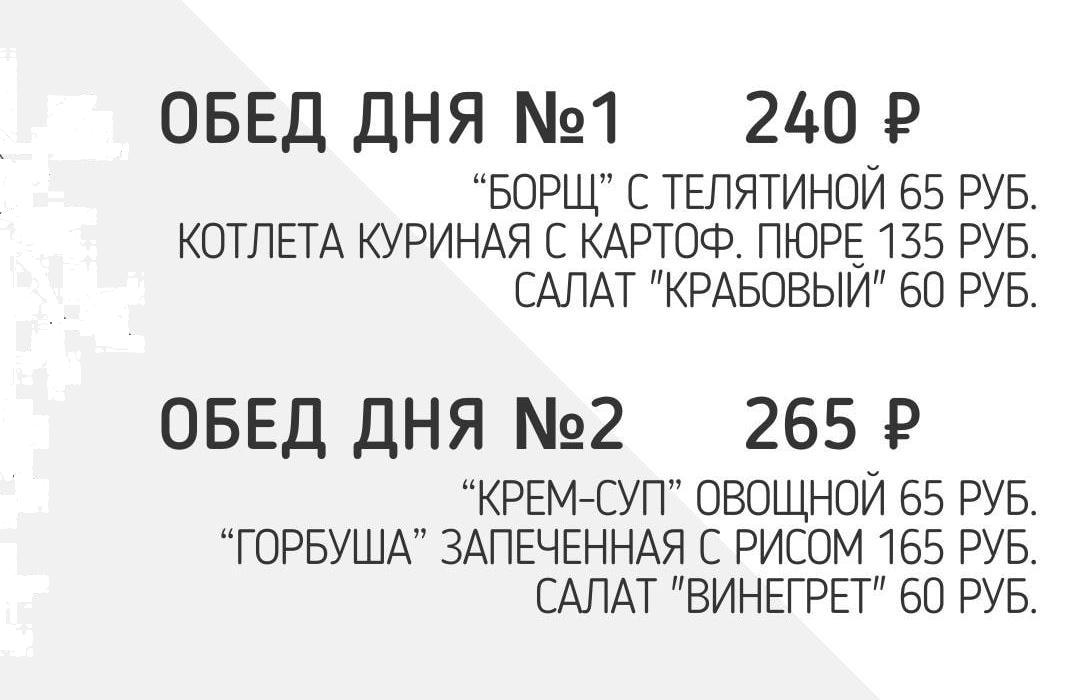 ОБЕД ДНЯ №1 240 ₽
“БОРЩ” С ТЕЛЯТИНОЙ 65 РУБ.
КОТЛЕТА КУРИНАЯ С КАРТОФ. ПЮРЕ 135 РУБ.
САЛАТ "КРАБОВЫЙ" 60 РУБ.
ОБЕД ДНЯ №2 265 ₽
“КРЕМ-СУП” ОВОЩНОЙ 65 РУБ.
“ГОРБУША” ЗАПЕЧЕННАЯ С РИСОМ 165 РУБ.
САЛАТ "ВИНЕГРЕТ" 60 РУБ.